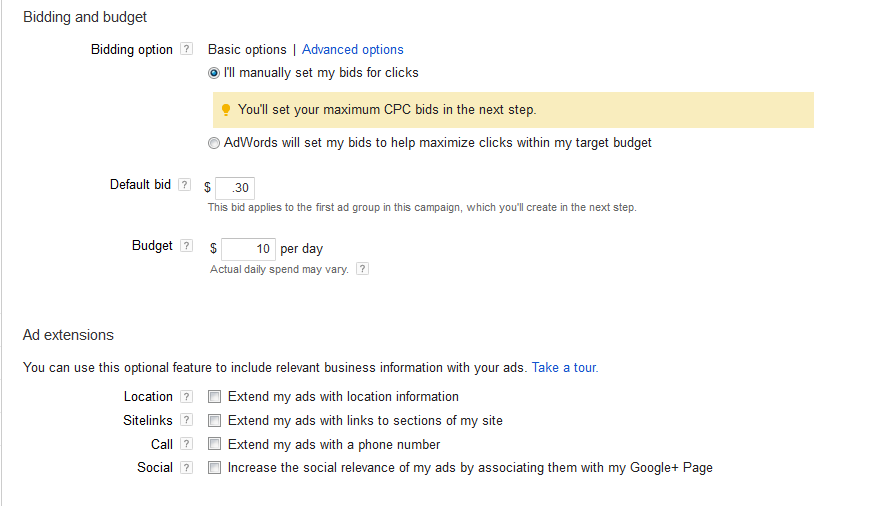 Bidding and budget
Bidding option ? Basic options | Advanced options
I'll manually set my bids for clicks
You'll set your maximum CPC bids in the next step.
AdWords will set my bids to help maximize clicks within my target budget
Default bid ? $ .30
This bid applies to the first ad group in this campaign, which you'll create in the next step.
Budget ? $ 10 per day
Actual daily spend may vary. ?
Ad extensions
You can use this optional feature to include relevant business information with your ads. Take a tour.
Location ? Extend my ads with location information
Sitelinks ? Extend my ads with links to sections of my site
Call ? Extend my ads with a phone number
Social ? Increase the social relevance of my ads by associating them with my Google+ Page